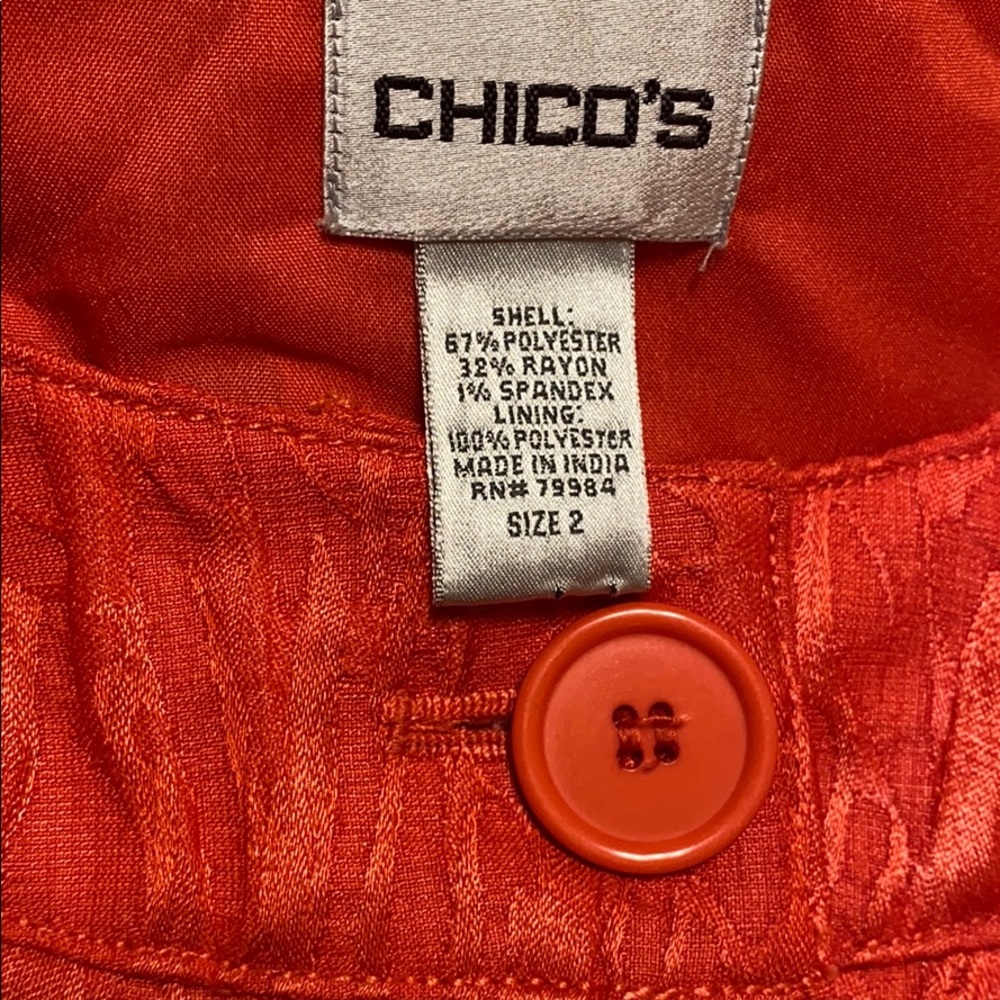 CHICO'S
SHELL:
67% POLYESTER
32% RAYON
1% SPANDEX
LINING:
100% POLYESTER
MADE IN INDIA
RN# 79984
SIZE 2